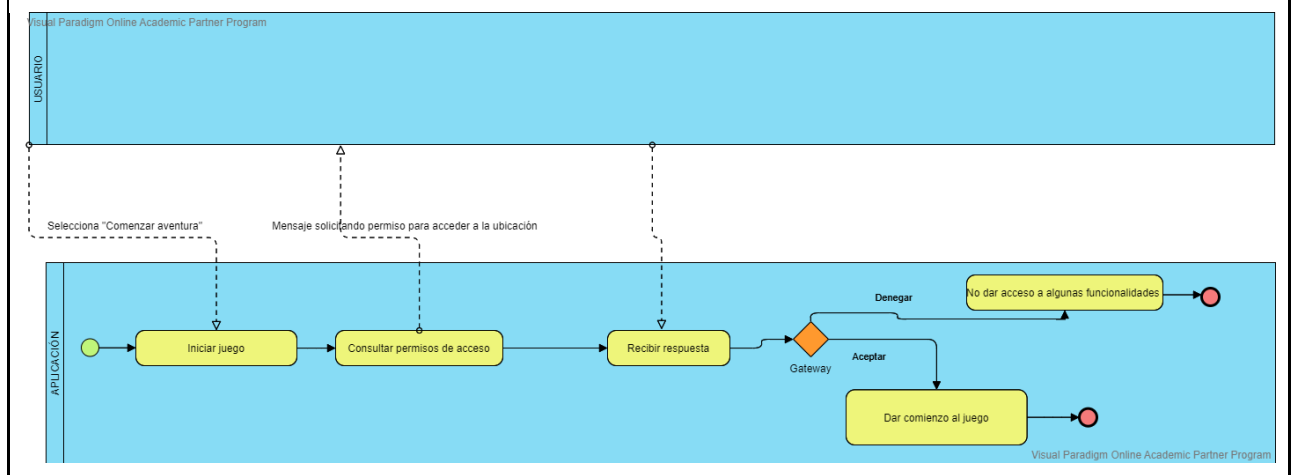 Visual Paradigm Online Academic Partner Program
USUARIO
Selecciona "Comenzar aventura"
Mensaje solicitando permiso para acceder a la ubicación
APLICACIÓN
Iniciar juego
Consultar permisos de acceso
Recibir respuesta
Gateway
Denegar
No dar acceso a algunas funcionalidades
Aceptar
Dar comienzo al juego
Visual Paradigm Online Academic Partner Program